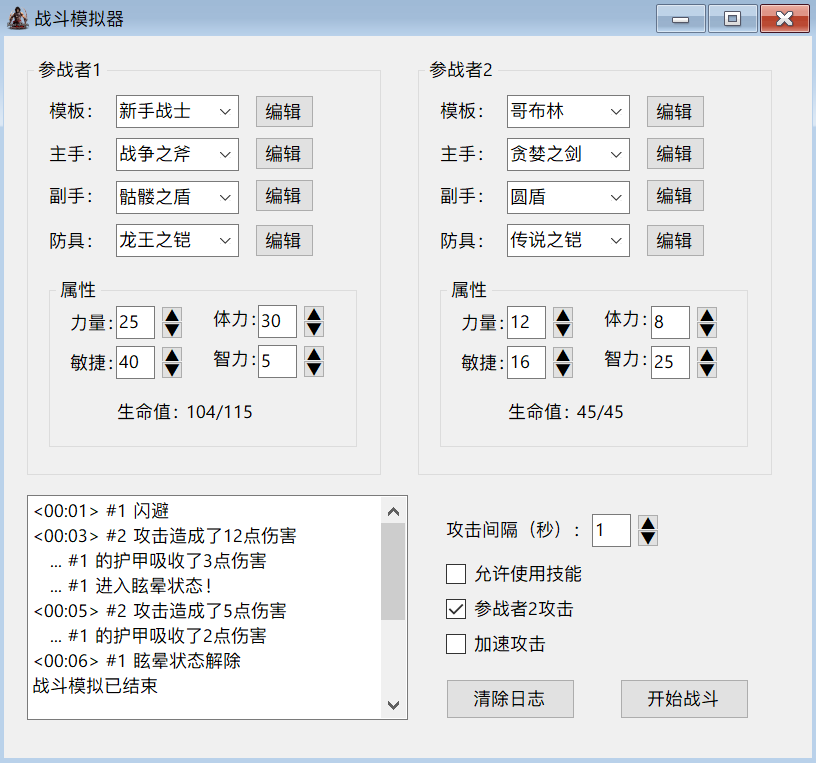 战斗模拟器
参战者1
模板： 新手战士 编辑
主手： 战争之斧 编辑
副手： 骷髅之盾 编辑
防具： 龙王之铠 编辑
属性
力量: 25 体力: 30
敏捷: 40 智力: 5
生命值：104/115
参战者2
模板： 哥布林 编辑
主手： 贪婪之剑 编辑
副手： 圆盾 编辑
防具： 传说之铠 编辑
属性
力量: 12 体力: 8
敏捷: 16 智力: 25
生命值：45/45
<00:01> #1 闪避
<00:03> #2 攻击造成了12点伤害
... #1 的护甲吸收了3点伤害
... #1 进入眩晕状态！
<00:05> #2 攻击造成了5点伤害
... #1 的护甲吸收了2点伤害
<00:06> #1 眩晕状态解除
战斗模拟已结束
攻击间隔（秒）： 1
允许使用技能
参战者2攻击
加速攻击
清除日志 开始战斗